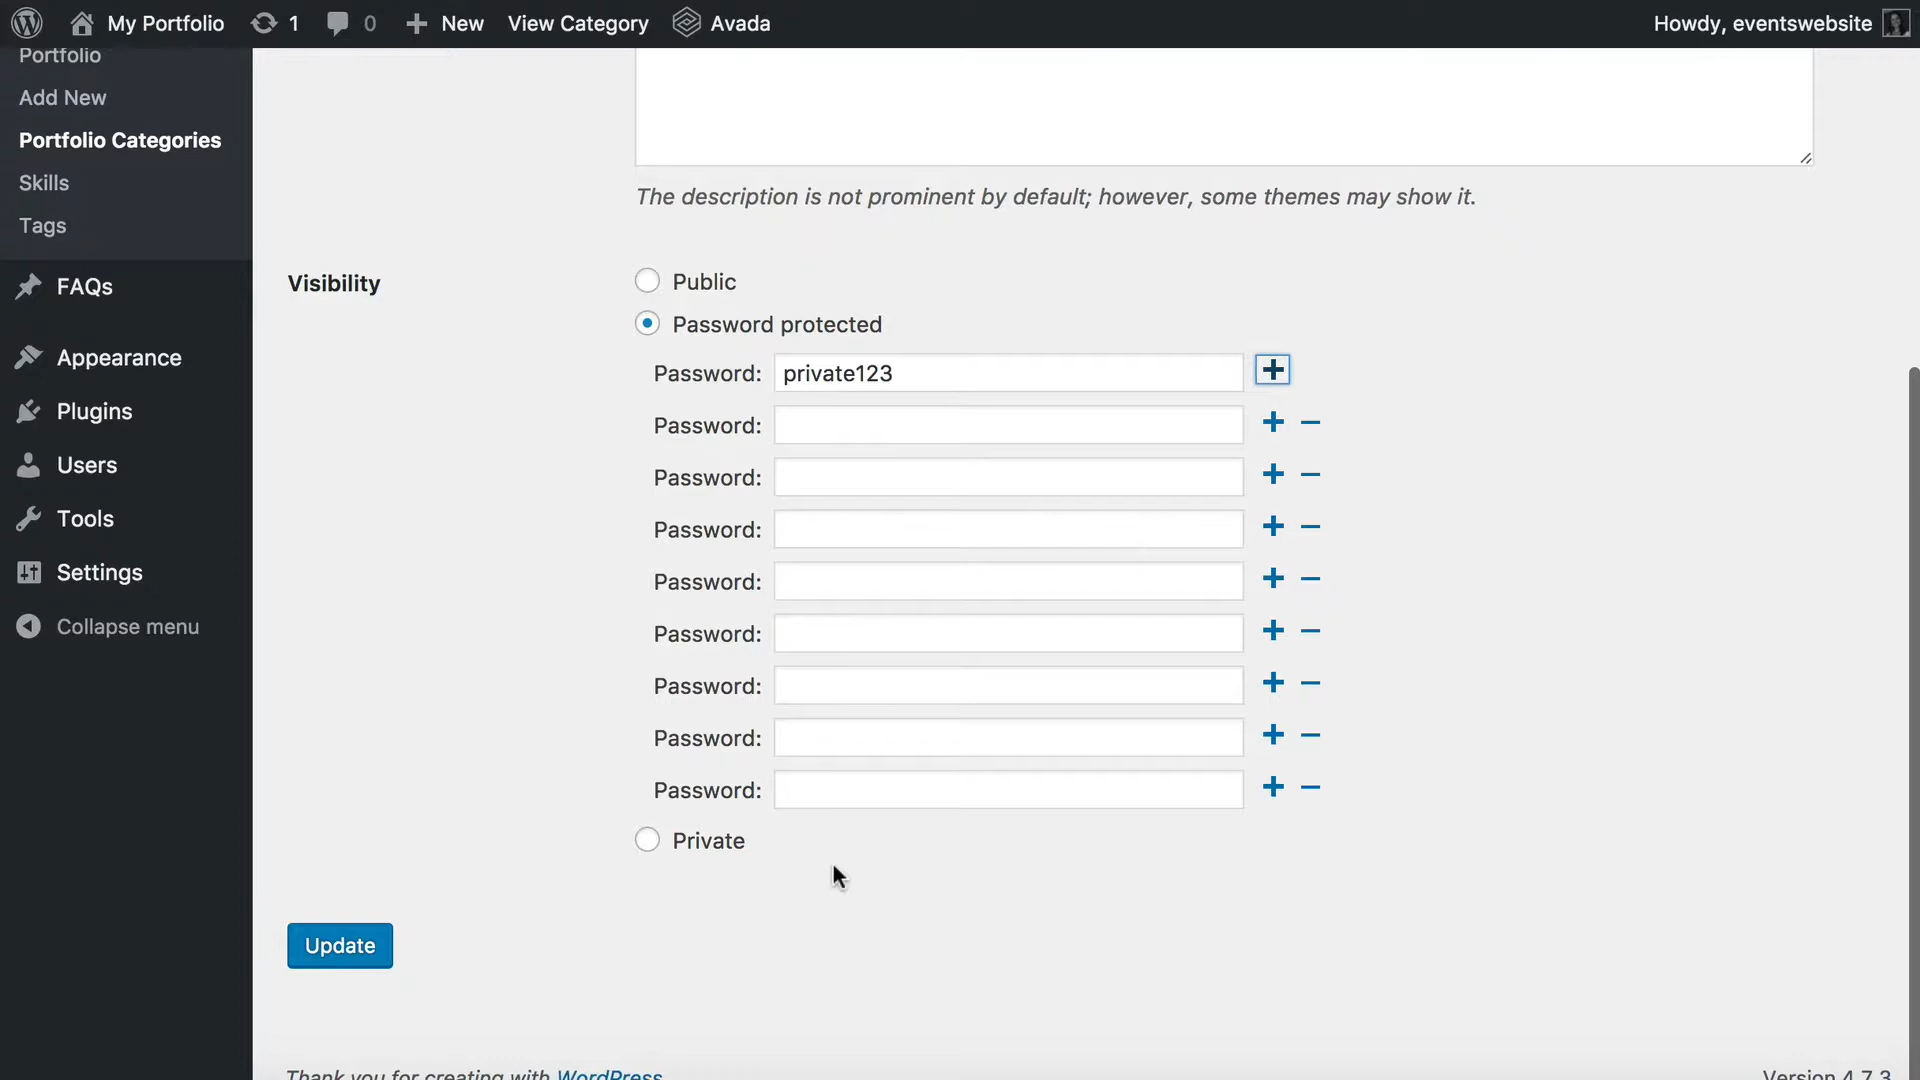 My Portfolio 1 0 New View Category Avada Howdy, eventswebsite
Portfolio
Add New
Portfolio Categories
Skills
Tags
FAQs
Appearance
Plugins
Users
Tools
Settings
Collapse menu
The description is not prominent by default; however, some themes may show it.
Visibility
Public
Password protected
Password: private123
Password:
Password:
Password:
Password:
Password:
Password:
Password:
Password:
Private
Update
Thank you for creating with WordPress
Version 4.7.3